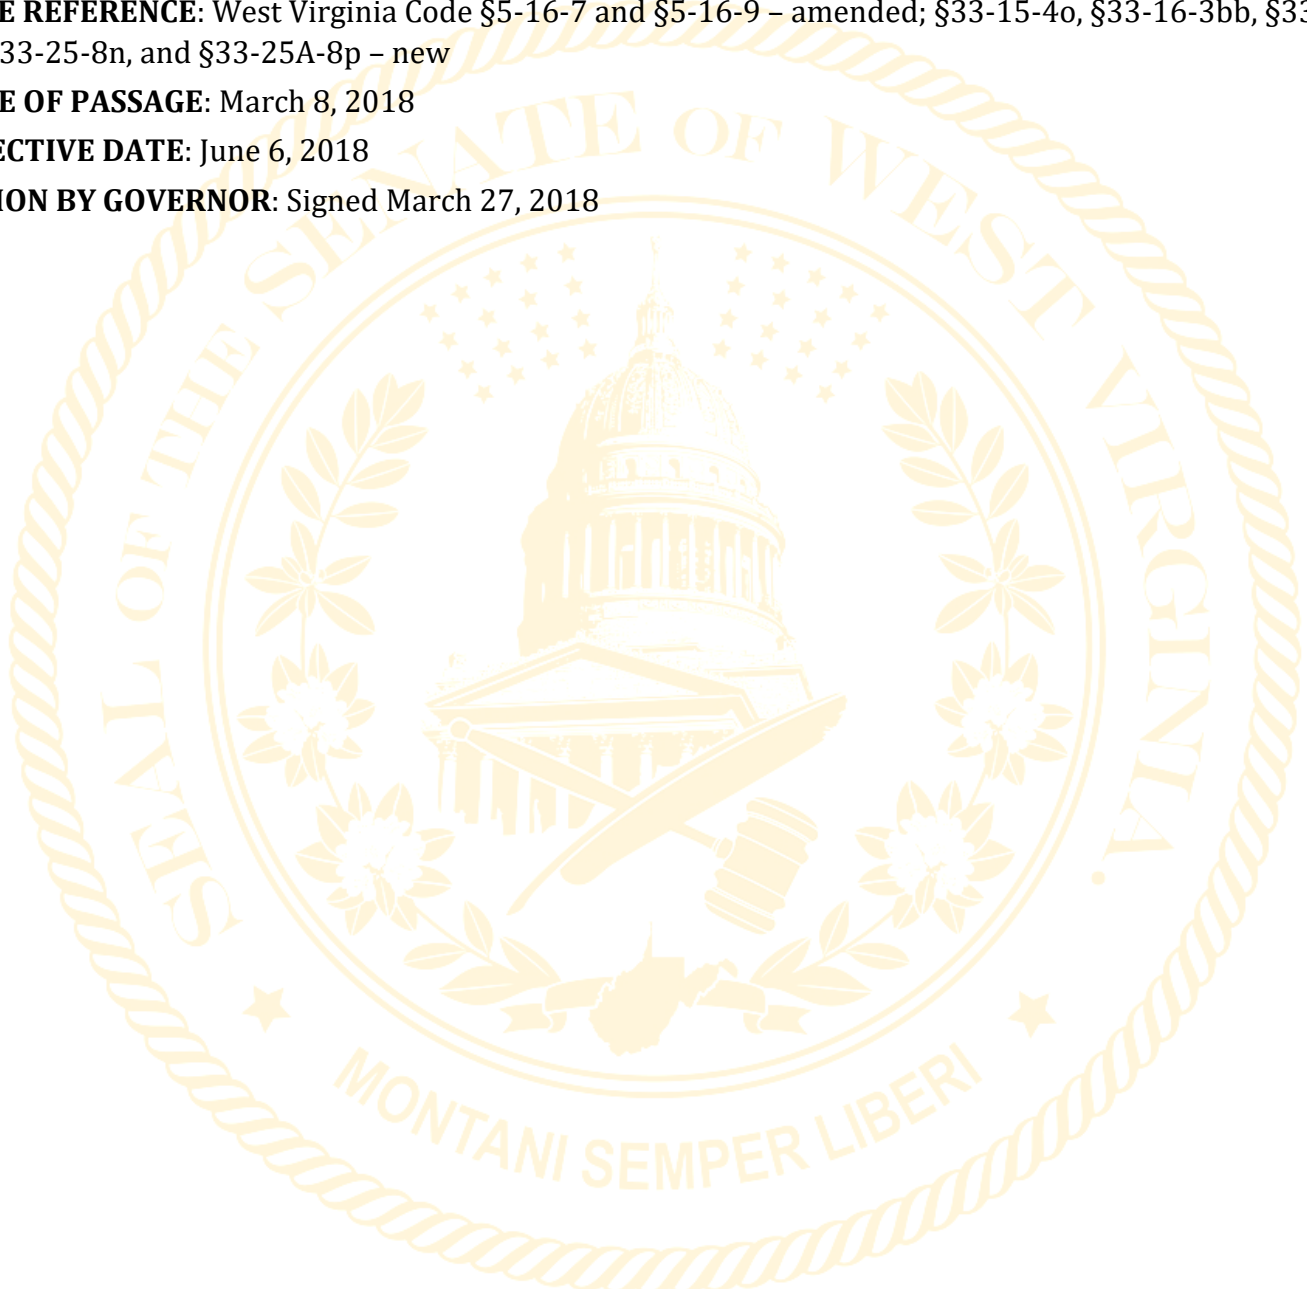 E REFERENCE: West Virginia Code §5-16-7 and §5-16-9 – amended; §33-15-4o, §33-16-3bb, §33
33-25-8n, and §33-25A-8p – new
E OF PASSAGE: March 8, 2018
ECTIVE DATE: June 6, 2018
ION BY GOVERNOR: Signed March 27, 2018
SEAL OF THE SENATE OF WEST VIRGINIA.
MONTANI SEMPER LIBERI